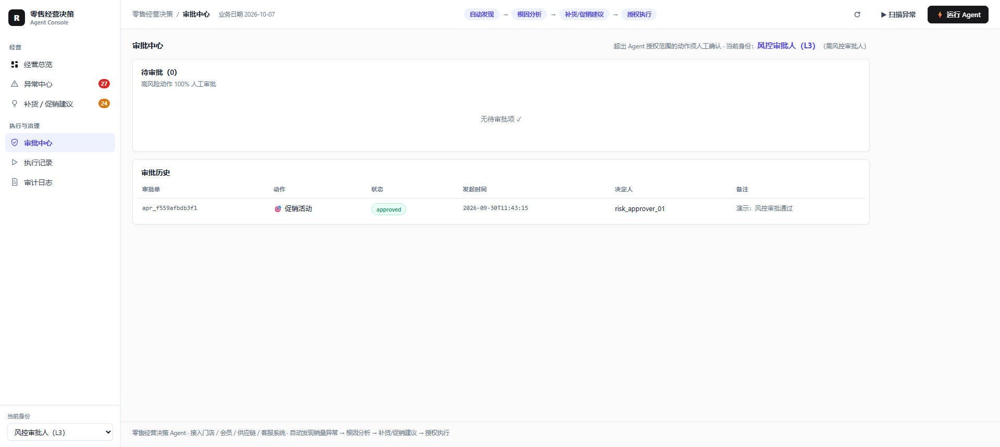 R
零售经营决策
Agent Console
经营
经营总览
异常中心 27
补货 / 促销建议 24
执行与治理
审批中心
执行记录
审计日志
当前身份
风控审批人（L3）
零售经营决策 / 审批中心 业务日期 2026-10-07
自动发现 → 根因分析 → 补货/促销建议 → 授权执行
扫描异常
运行 Agent
审批中心
超出 Agent 授权范围的动作须人工确认 · 当前身份： 风控审批人（L3） （需风控审批人）
待审批（0）
高风险动作 100% 人工审批
无待审批项 ✓
审批历史
审批单 动作 状态 发起时间 决定人 备注
apr_f559afbdb3f1 🎯 促销活动 approved 2026-09-30T11:43:15 risk_approver_01 演示：风控审批通过
零售经营决策 Agent · 接入门店 / 会员 / 供应链 / 客服系统 · 自动发现销量异常 → 根因分析 → 补货/促销建议 → 授权执行